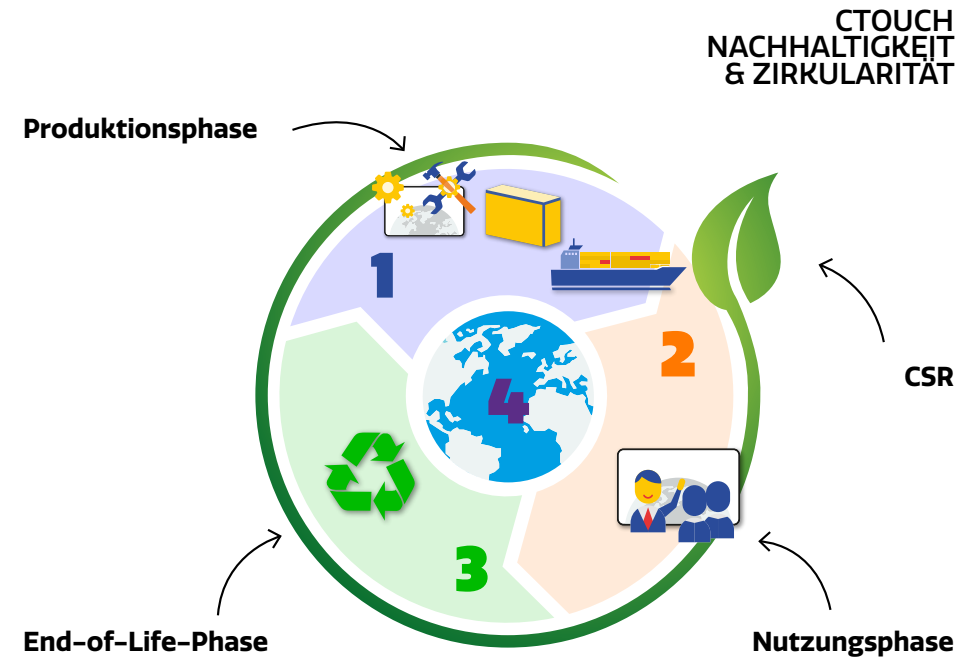 CTOUCH
NACHHALTIGKEIT
& ZIRKULARITÄT
Produktionsphase
1
2
CSR
4
3
End-of-Life-Phase
Nutzungsphase